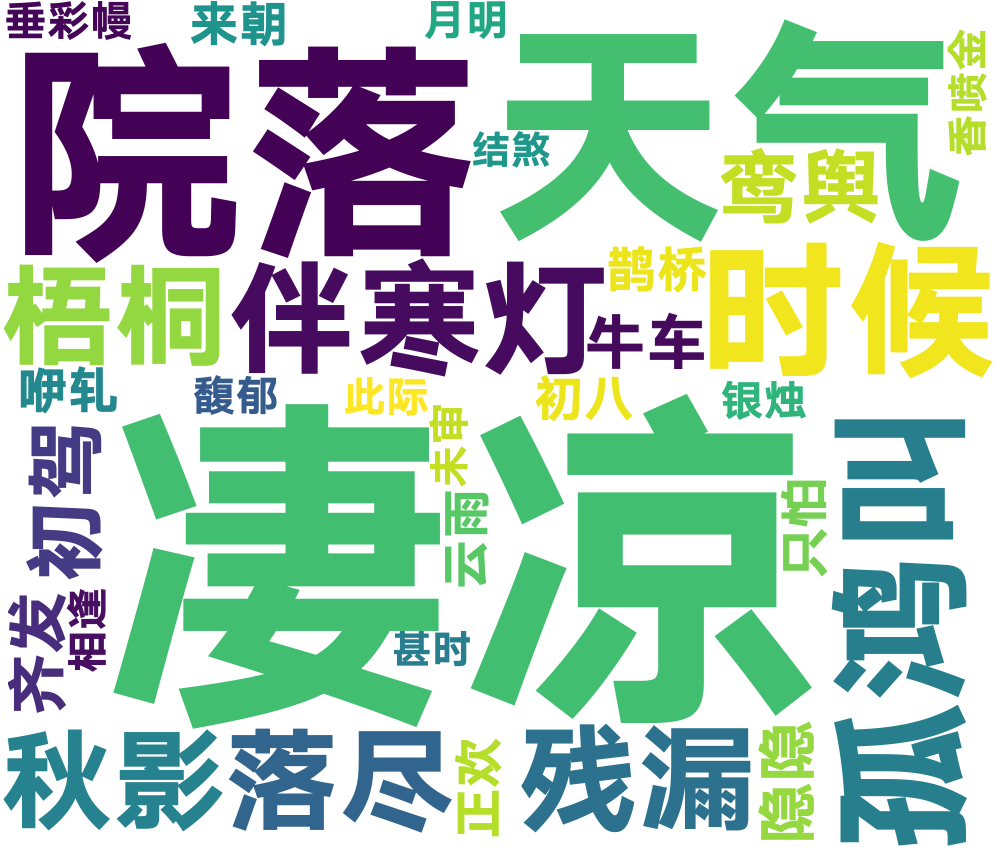 垂彩幔
来朝
月明
香喷金
院落
天气
结煞
鸾舆
鹊桥
梧桐
伴寒灯
时候
牛车
咿轧
馥郁
此际
初八
银烛
凄凉
未审
初驾
云雨
只怕
孤鸿叫
相逢
齐发
甚时
秋影
落尽
正欢
残漏
隐隐